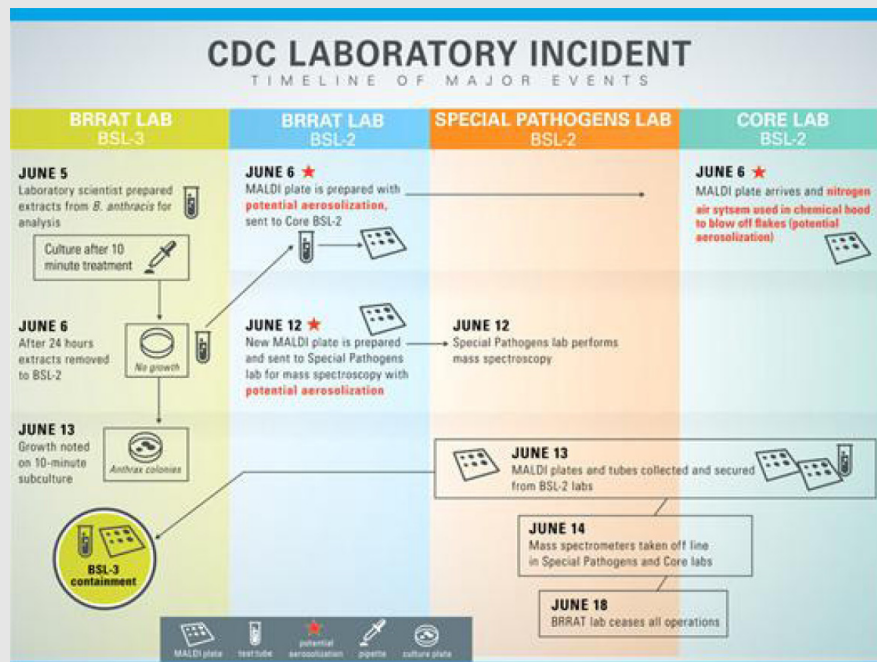 CDC LABORATORY INCIDENT
TIMELINE OF MAJOR EVENTS
BRRAT LAB
BSL-3
BRRAT LAB
BSL-2
SPECIAL PATHOGENS LAB
BSL-2
CORE LAB
BSL-2
JUNE 5
Laboratory scientist prepared
extracts from B. anthracis for
analysis
Culture after 10
minute treatment
JUNE 6
MALDI plate is prepared with
potential aerosolization,
sent to Core BSL-2
JUNE 6
MALDI plate arrives and nitrogen
air sytsem used in chemical hood
to blow off flakes (potential
aerosolization)
JUNE 6
After 24 hours
extracts removed
to BSL-2
No growth
JUNE 12
New MALDI plate is prepared
and sent to Special Pathogens
lab for mass spectroscopy with
potential aerosolization
JUNE 12
Special Pathogens lab performs
mass spectroscopy
JUNE 13
Growth noted
on 10-minute
subculture
Anthrax colonies
JUNE 13
MALDI plates and tubes collected and secured
from BSL-2 labs
BSL-3
containment
JUNE 14
Mass spectrometers taken off line
in Special Pathogens and Core labs
JUNE 18
BRRAT lab ceases all operations
MALDI plate
test tube
potential
aerosolization
pipette
culture plate